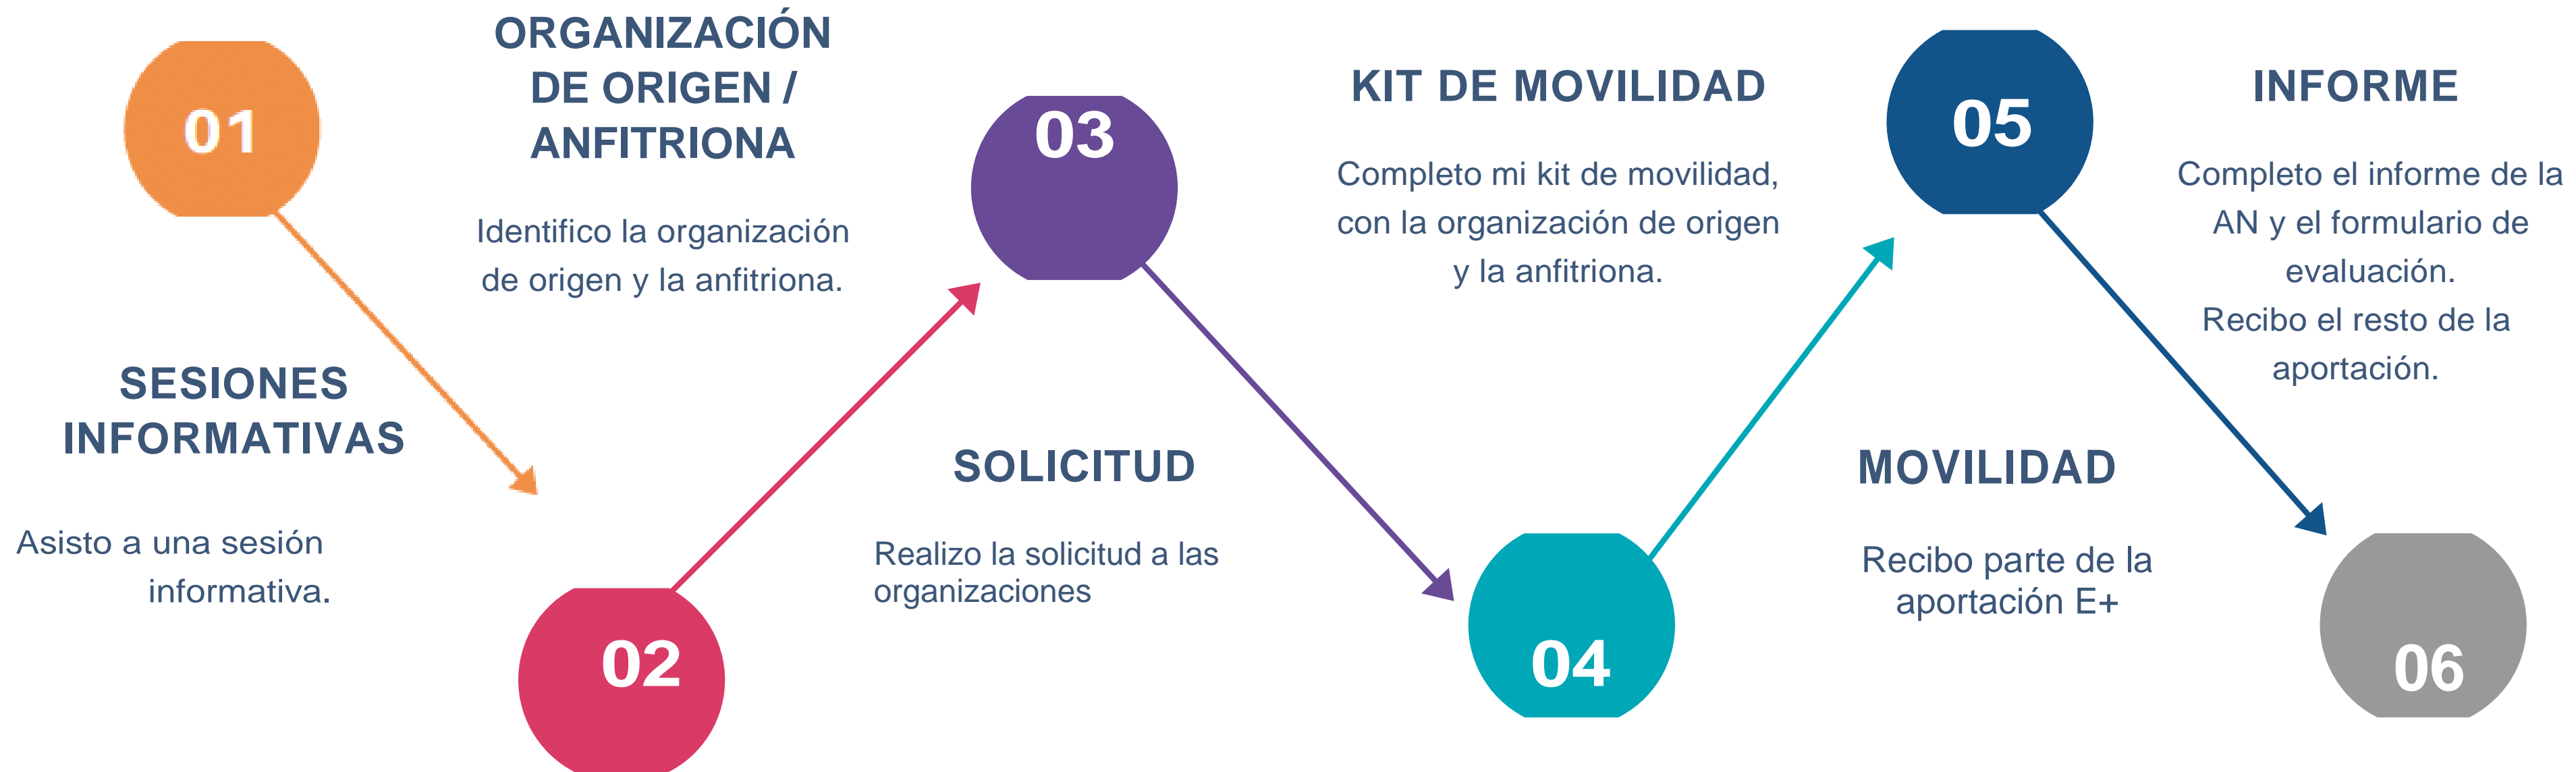 01
SESIONES
INFORMATIVAS
Asisto a una sesión
informativa.
ORGANIZACIÓN
DE ORIGEN /
ANFITRIONA
Identifico la organización
de origen y la anfitriona.
02
03
SOLICITUD
Realizo la solicitud a las
organizaciones
KIT DE MOVILIDAD
Completo mi kit de movilidad,
con la organización de origen
y la anfitriona.
04
05
MOVILIDAD
Recibo parte de la
aportación E+
INFORME
Completo el informe de la
AN y el formulario de
evaluación.
Recibo el resto de la
aportación.
06